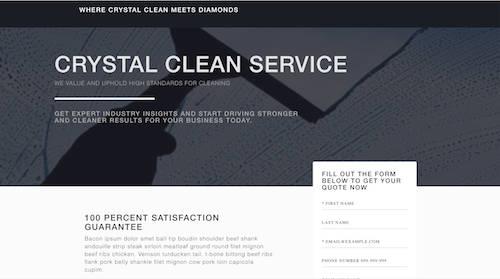 WHERE CRYSTAL CLEAN MEETS DIAMONDS
CRYSTAL CLEAN SERVICE
WE VALUE AND UPHOLD HIGH STANDARDS FOR CLEANING
GET EXPERT INDUSTRY INSIGHTS AND START DRIVING STRONGER
AND CLEANER RESULTS FOR YOUR BUSINESS TODAY.
FILL OUT THE FORM
BELOW TO GET YOUR
QUOTE NOW
* FIRST NAME
LAST NAME
* EMAIL@EXAMPLE.COM
PHONE NUMBER 999-999-999
100 PERCENT SATISFACTION
GUARANTEE
Bacon ipsum dolor amet ball tip boudin shoulder beef shank
andouille strip steak sirloin meatloaf ground round filet mignon
beef ribs chicken. Venison turducken tail, t-bone biltong beef ribs
flank pork belly shankle filet mignon cow pork loin capicola
cupim.